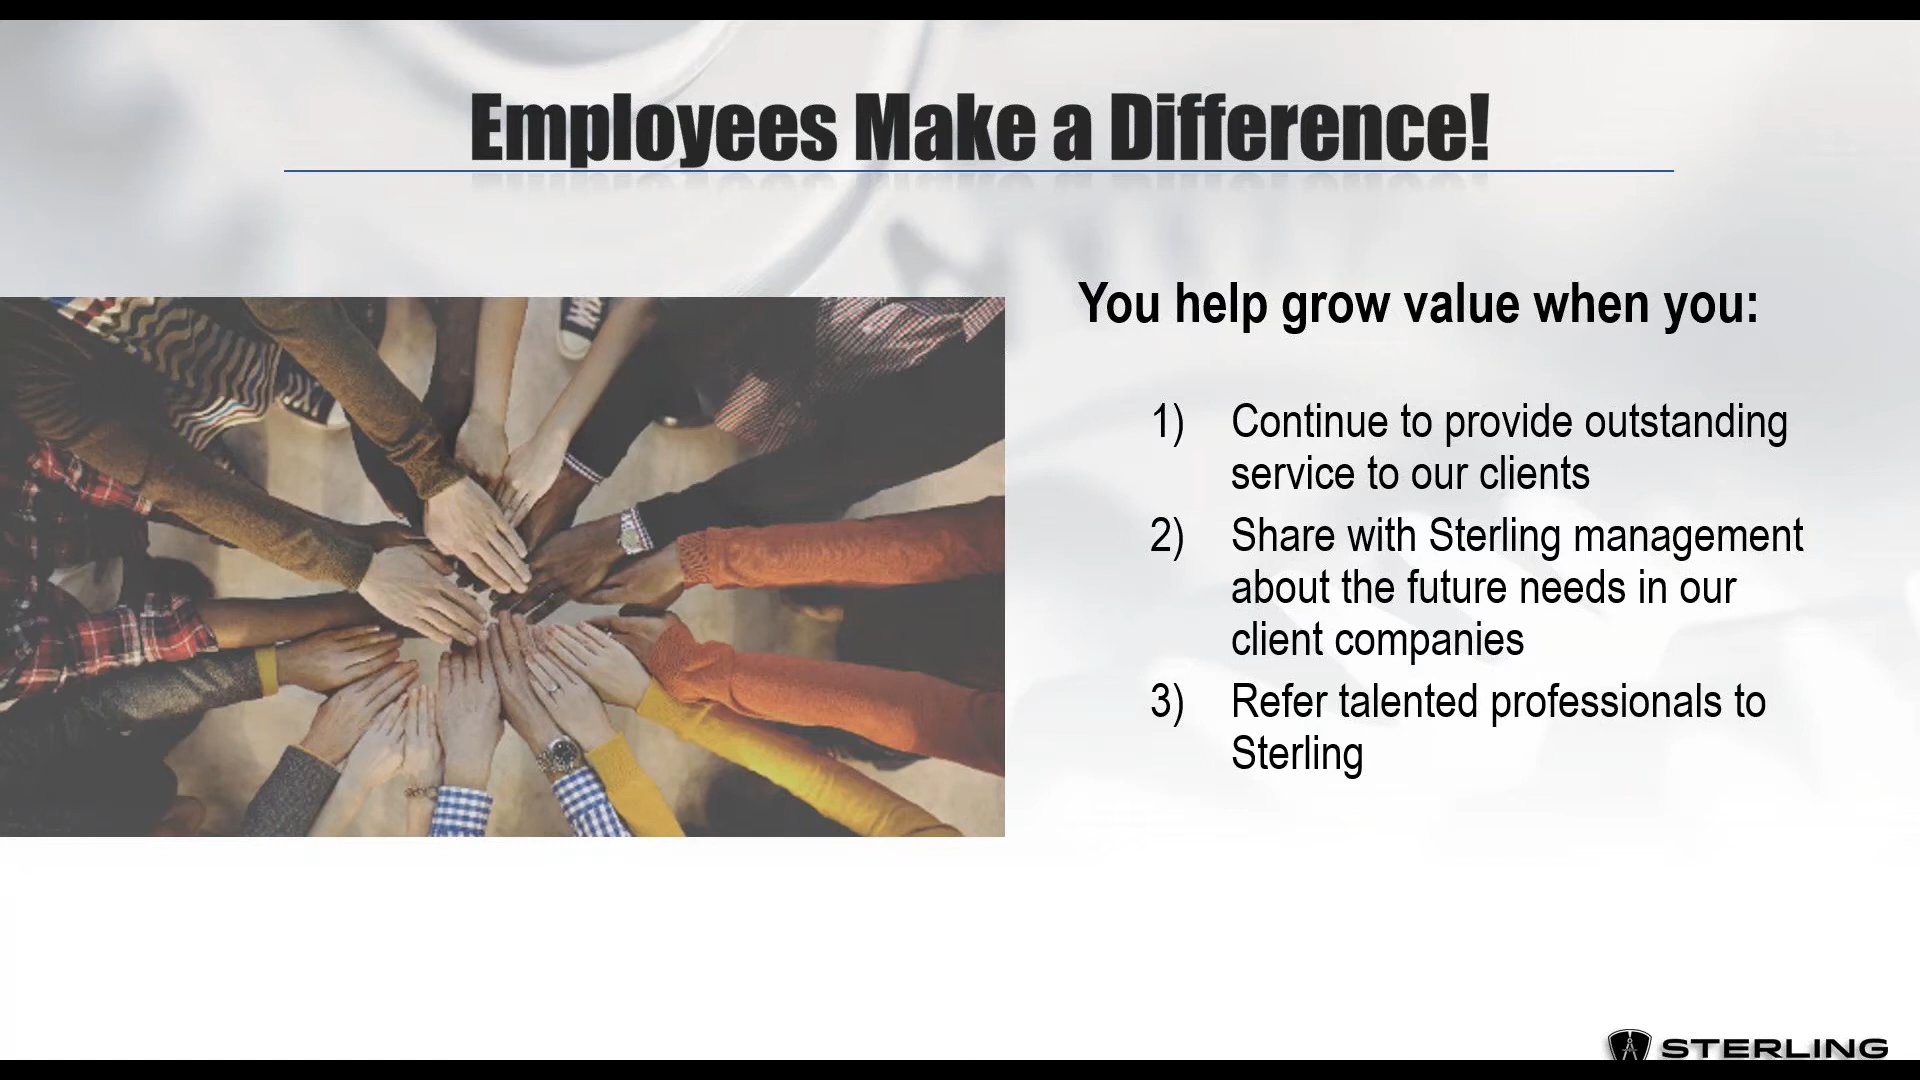 Employees Make a Difference!
You help grow value when you:
1) Continue to provide outstanding
service to our clients
2) Share with Sterling management
about the future needs in our
client companies
3) Refer talented professionals to
Sterling
STERLING